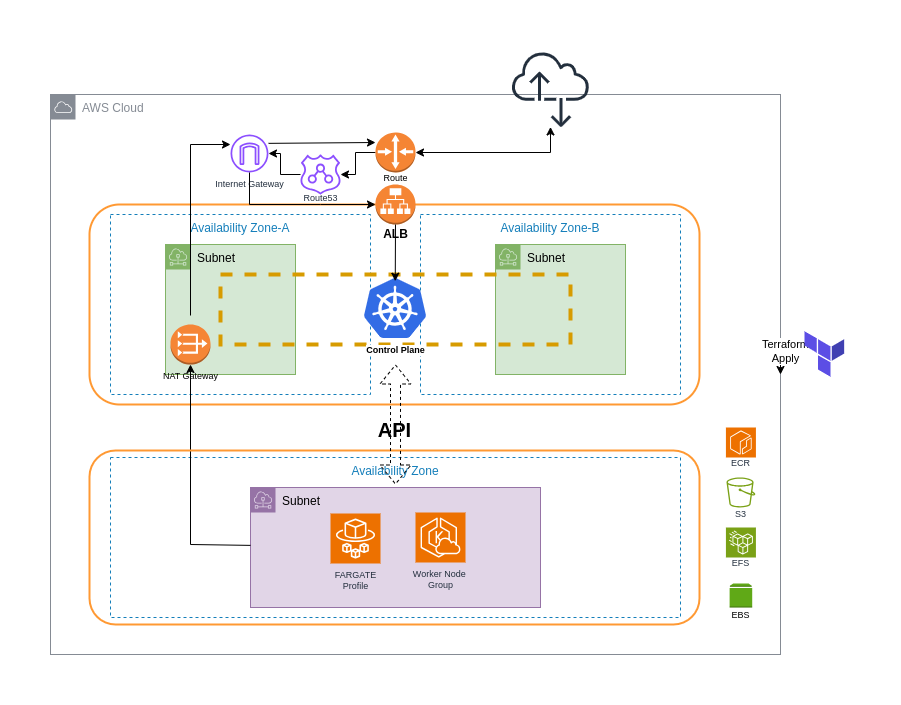 AWS Cloud
Route
Internet Gateway
Route53
Availability Zone-A
ALB
Availability Zone-B
Subnet
Subnet
Control Plane
NAT Gateway
Terraform
Apply
API
Availability Zone
Subnet
FARGATE
Profile
Worker Node
Group
ECR
S3
EFS
EBS